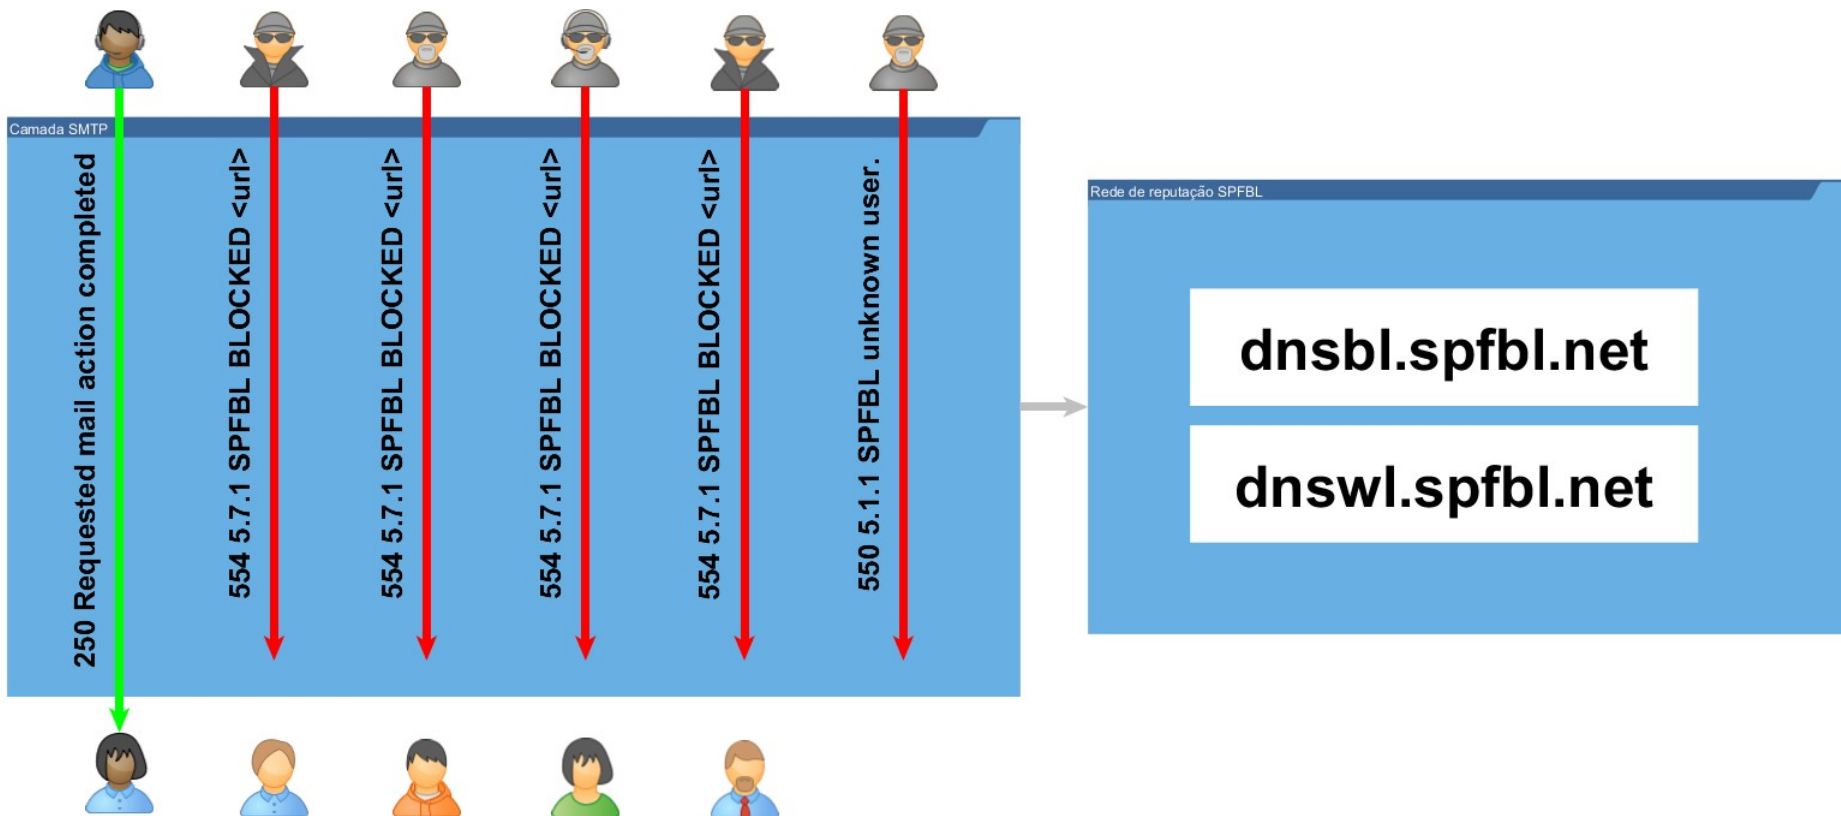 Camada SMTP
250 Requested mail action completed
554 5.7.1 SPFBL BLOCKED <url>
554 5.7.1 SPFBL BLOCKED <url>
554 5.7.1 SPFBL BLOCKED <url>
554 5.7.1 SPFBL BLOCKED <url>
550 5.1.1 SPFBL unknown user.
Rede de reputação SPFBL
dnsbl.spfbl.net
dnswl.spfbl.net